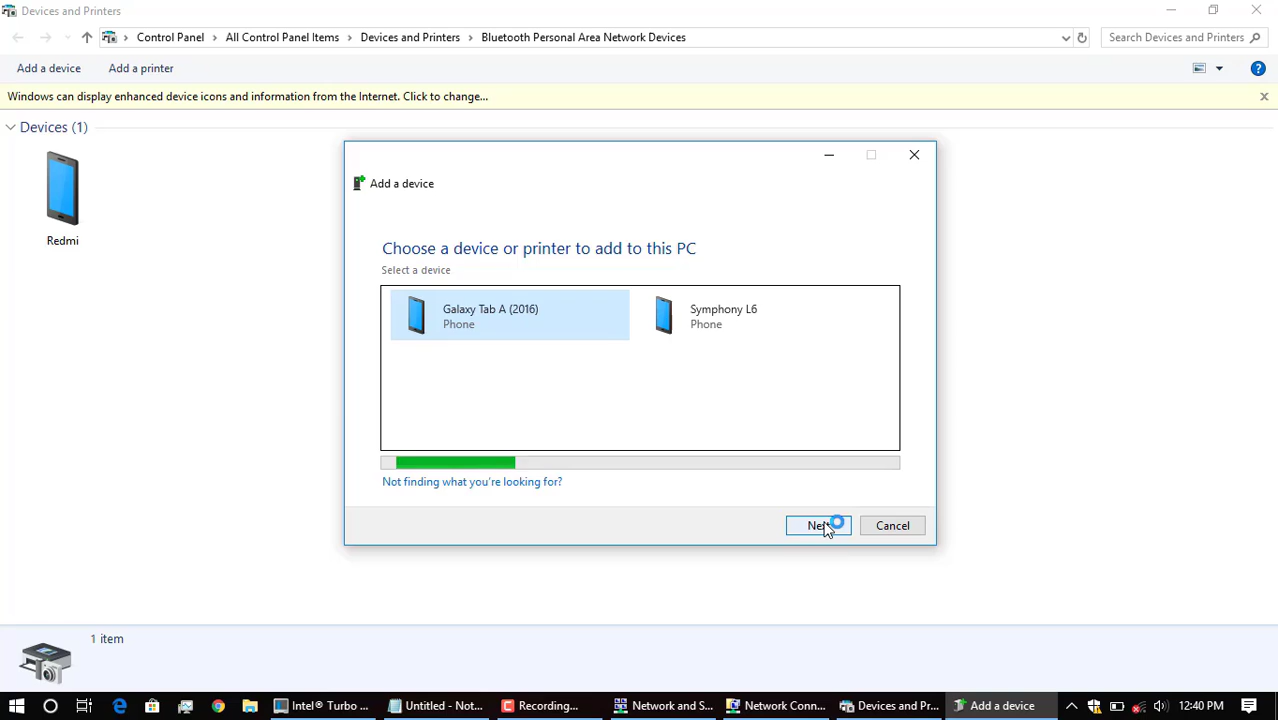 Devices and Printers
Control Panel
All Control Panel Items
Devices and Printers
Bluetooth Personal Area Network Devices
Search Devices and Printers
Add a device
Add a printer
Windows can display enhanced device icons and information from the Internet. Click to change...
Devices (1)
Redmi
Add a device
Choose a device or printer to add to this PC
Select a device
Galaxy Tab A (2016)
Phone
Symphony L6
Phone
Not finding what you're looking for?
Cancel
1 item
Intel® Turbo ...
Untitled - Not...
Recording...
Network and S...
Network Conn...
Devices and Pr...
Add a device
12:40 PM